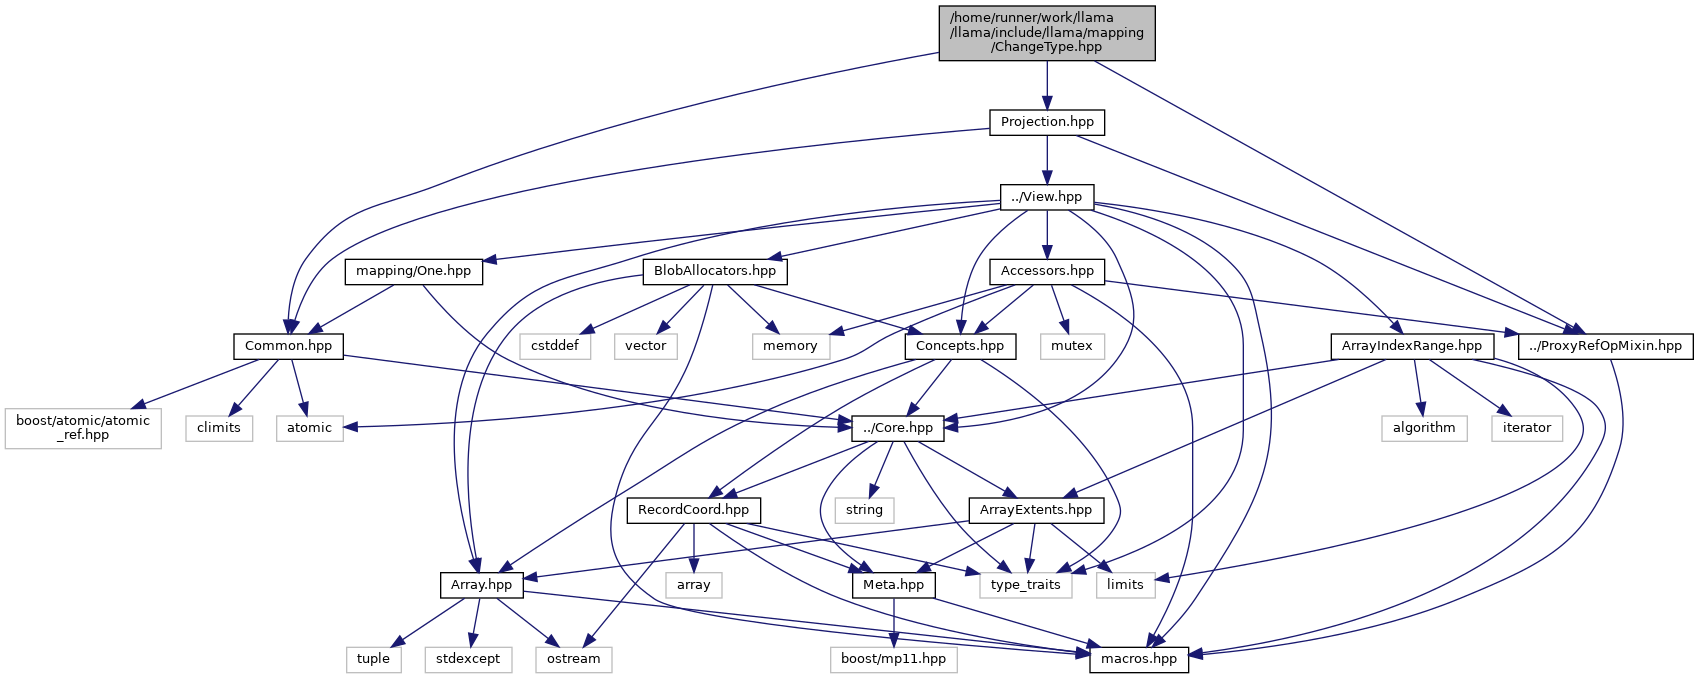 /home/runner/work/llama
/llama/include/llama/mapping
/ChangeType.hpp
Projection.hpp
../View.hpp
mapping/One.hpp
BlobAllocators.hpp
Accessors.hpp
Common.hpp
cstddef
vector
memory
Concepts.hpp
mutex
ArrayIndexRange.hpp
../ProxyRefOpMixin.hpp
boost/atomic/atomic
_ref.hpp
climits
atomic
../Core.hpp
algorithm
iterator
RecordCoord.hpp
string
ArrayExtents.hpp
Array.hpp
array
Meta.hpp
type_traits
limits
tuple
stdexcept
ostream
boost/mp11.hpp
macros.hpp